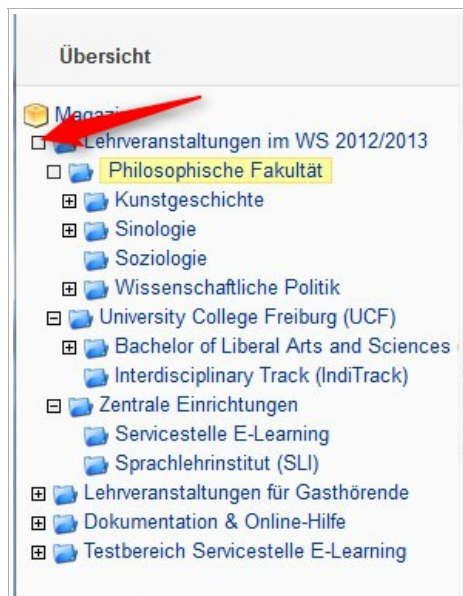 Übersicht
Magazin
Lehrveranstaltungen im WS 2012/2013
Philosophische Fakultät
Kunstgeschichte
Sinologie
Soziologie
Wissenschaftliche Politik
University College Freiburg (UCF)
Bachelor of Liberal Arts and Sciences
Interdisciplinary Track (IndiTrack)
Zentrale Einrichtungen
Servicestelle E-Learning
Sprachlehrinstitut (SLI)
Lehrveranstaltungen für Gasthörende
Dokumentation & Online-Hilfe
Testbereich Servicestelle E-Learning